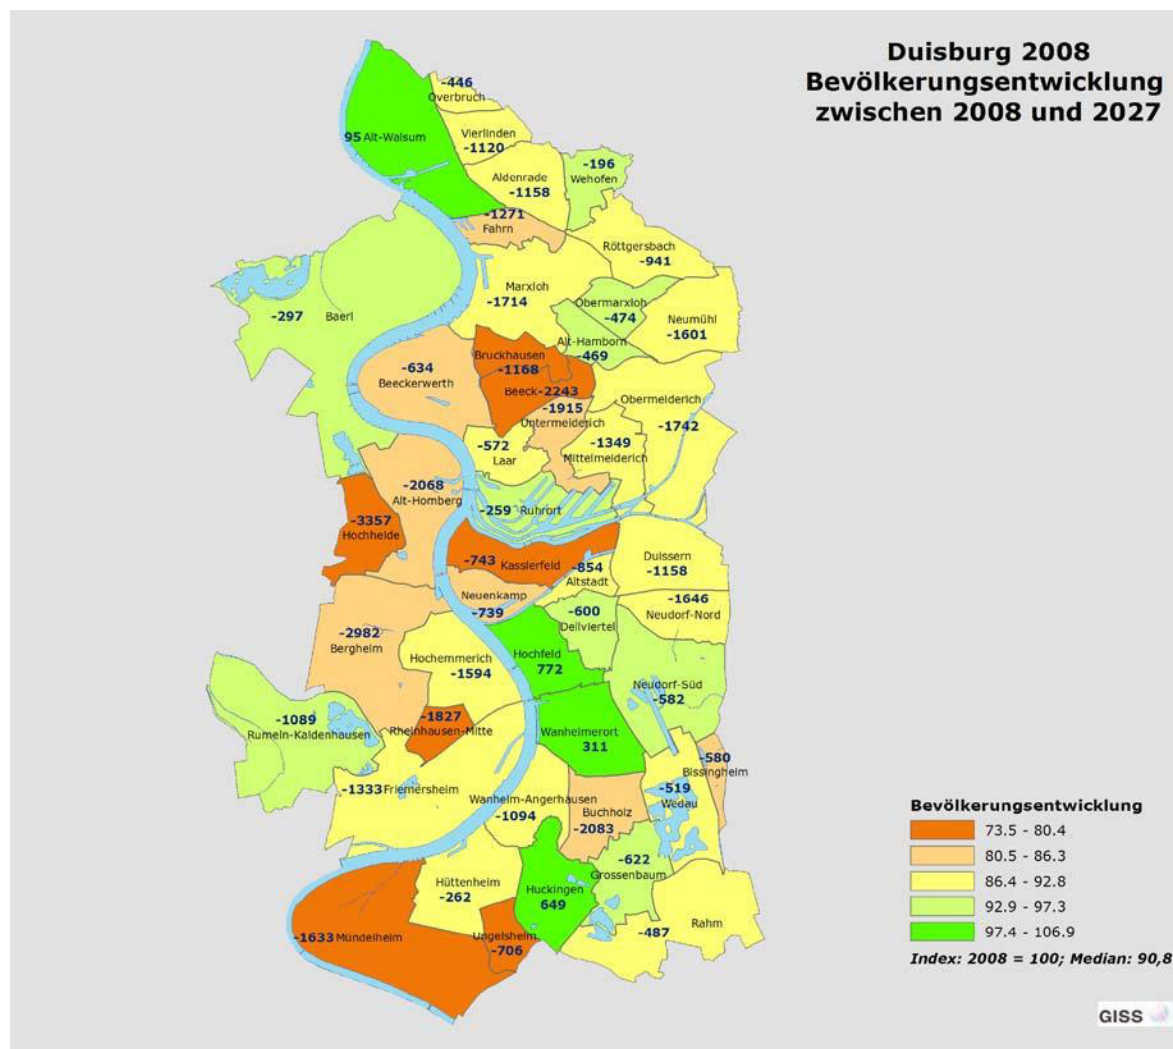 Duisburg 2008
Bevölkerungsentwicklung
zwischen 2008 und 2027
-446
Overbruch
95 Alt-Walsum
Vierlinden
-1120
-196
Wehofen
Aldenrade
-1158
-1271
Fahrn
Röttgersbach
-941
Marxloh
-1714
Obermarxloh
-474
Neumühl
-1601
-297
Baerl
Alt-Hamborn
-469
Bruckhausen
-1168
-634
Beeckerwerth
Beeck -2243
-1915
Untermeiderich
Obermeiderich
-1742
-572
Laar
-1349
Mittelmeiderich
-2068
Alt-Homberg
-259 Ruhrort
-3357
Hochheide
-743 Kasslerfeld
-854
Altstadt
Duissern
-1158
Neuenkamp
-739
-600
Dellviertel
-1646
Neudorf-Nord
-2982
Bergheim
Hochemmerich
-1594
Hochfeld
772
Neudorf-Süd
-582
-1089
Rumeln-Kaldenhausen
-1827
Rheinhausen-Mitte
Wanheimerort
311
-580
Bissingheim
-1333 Friemersheim
-519
Wedau
Wanheim-Angerhausen
-1094
Buchholz
-2083
-622
Grossenbaum
Hüttenheim
-262
Huckingen
649
-1633 Mündelheim
Ungelsheim
-706
-487
Rahm
Bevölkerungsentwicklung
73.5 - 80.4
80.5 - 86.3
86.4 - 92.8
92.9 - 97.3
97.4 - 106.9
Index: 2008 = 100; Median: 90,8
GISS